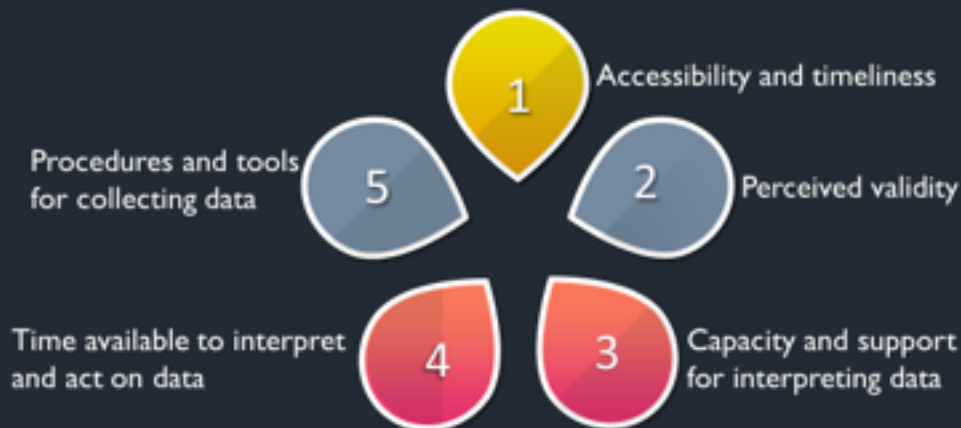 1
Accessibility and timeliness
2
Perceived validity
3
Capacity and support
for interpreting data
4
Time available to interpret
and act on data
5
Procedures and tools
for collecting data